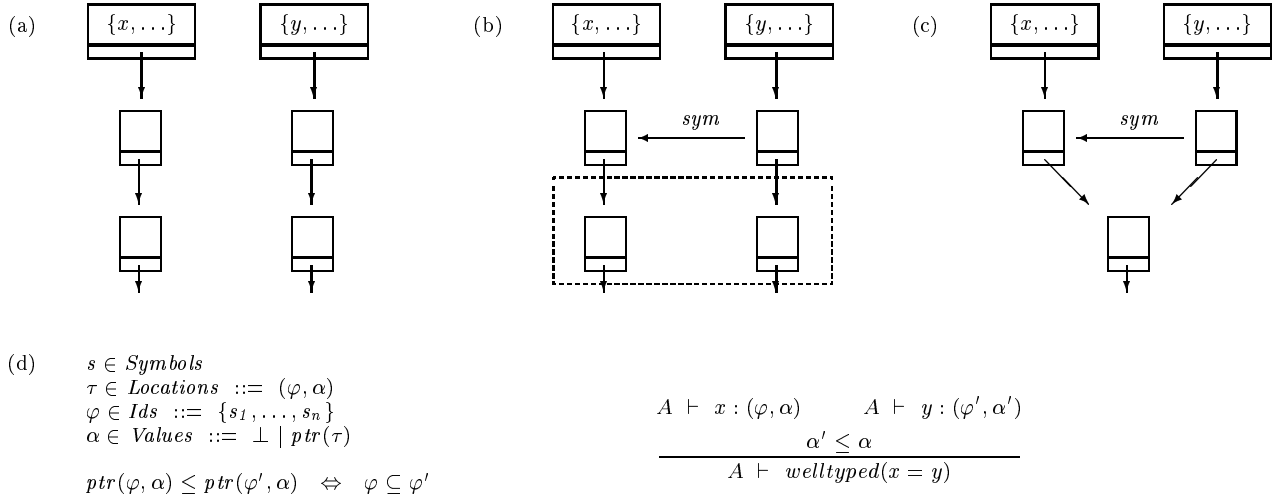 (a) {x, . . .} {y, . . .} (b) {x, . . .} {y, . . .} (c) {x, . . .} {y, . . .}
sym sym
(d) s ∈ Symbols
τ ∈ Locations ::= (φ, α)
φ ∈ Ids ::= {s1, . . . , sn}
α ∈ Values ::= ⊥ | ptr(τ)
ptr(φ, α) ≤ ptr(φ′, α) ⇔ φ ⊆ φ′
A ⊢ x : (φ, α) A ⊢ y : (φ′, α′)
α′ ≤ α
A ⊢ welltyped(x = y)